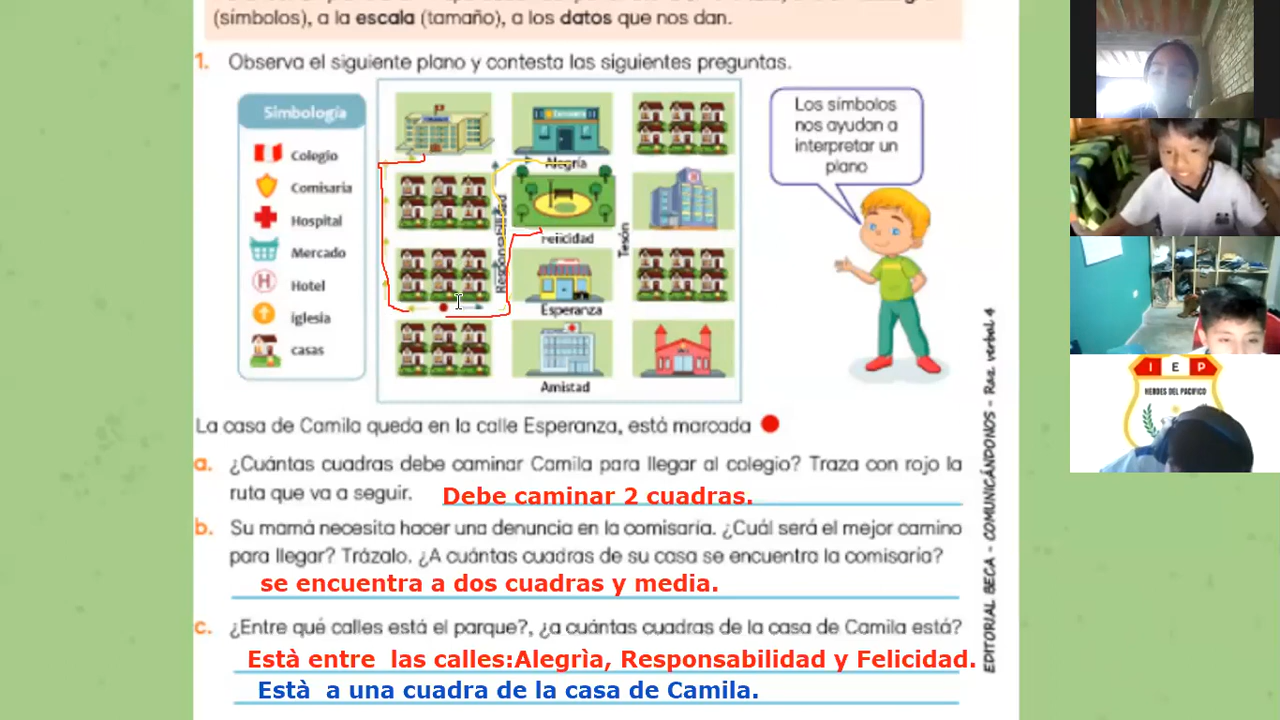 (símbolos), a la escala (tamaño), a los datos que nos dan.
1. Observa el siguiente plano y contesta las siguientes preguntas.
Simbología
Colegio
Comisaria
Hospital
Mercado
H Hotel
iglesia
casas
Alegría
Responsabilidad
Felicidad
Tesón
Esperanza
Amistad
Los símbolos
nos ayudan a
interpretar un
plano
La casa de Camila queda en la calle Esperanza, está marcada
a. ¿Cuántas cuadras debe caminar Camila para llegar al colegio? Traza con rojo la
ruta que va a seguir. Debe caminar 2 cuadras.
b. Su mamá necesita hacer una denuncia en la comisaría. ¿Cuál será el mejor camino
para llegar? Trázalo. ¿A cuántas cuadras de su casa se encuentra la comisaría?
se encuentra a dos cuadras y media.
c. ¿Entre qué calles está el parque?, ¿a cuántas cuadras de la casa de Camila está?
Està entre las calles:Alegrìa, Responsabilidad y Felicidad.
Està a una cuadra de la casa de Camila.
EDITORIAL BECA - COMUNICÁNDONOS - Raz. verbal 4
I E P
HEROES DEL PACIFICO